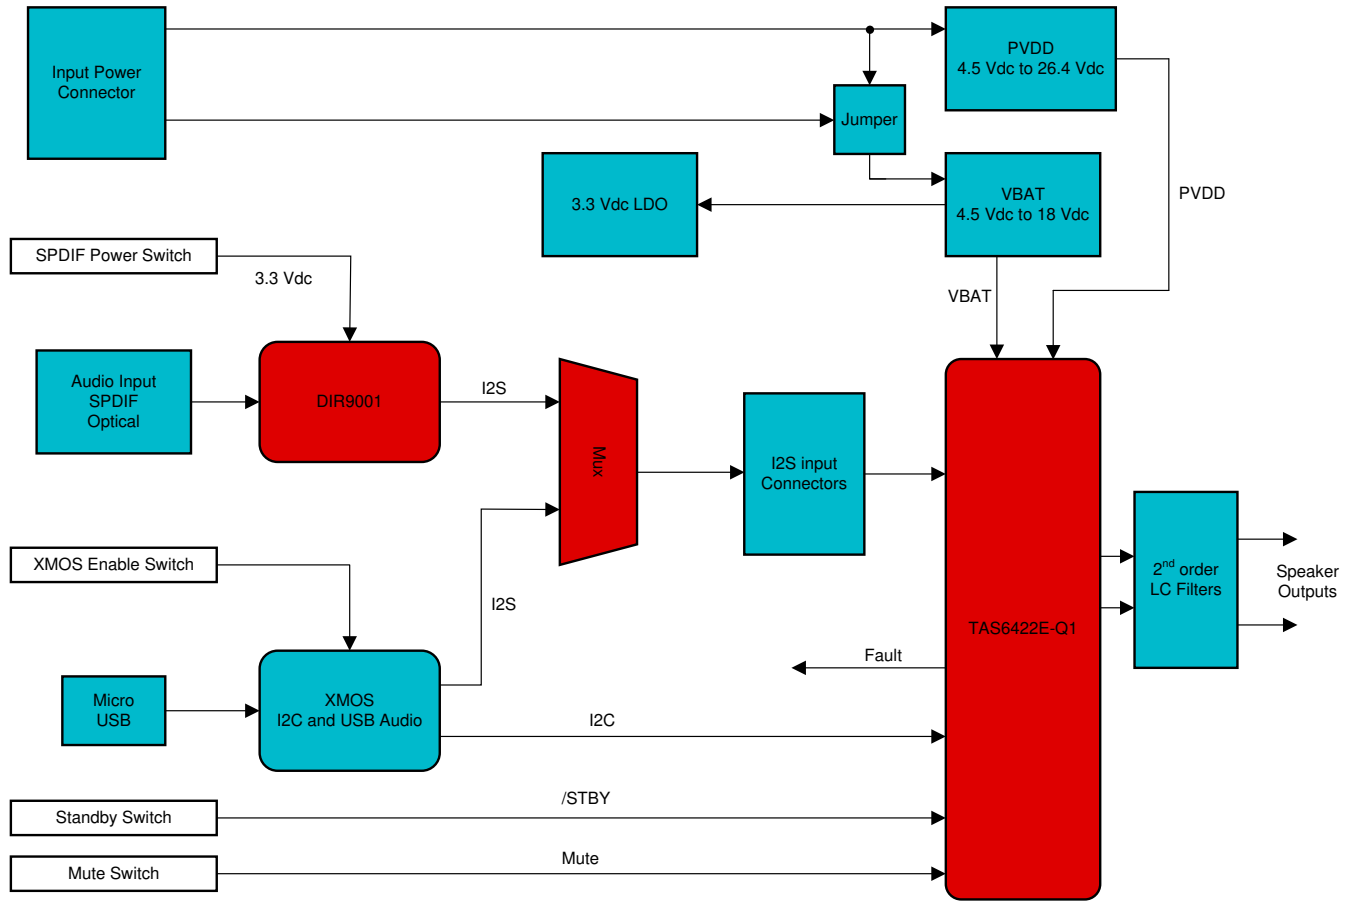 Input Power
Connector
PVDD
4.5 Vdc to 26.4 Vdc
Jumper
3.3 Vdc LDO
VBAT
4.5 Vdc to 18 Vdc
PVDD
SPDIF Power Switch
3.3 Vdc
VBAT
Audio Input
SPDIF
Optical
DIR9001
I2S
Mux
I2S input
Connectors
XMOS Enable Switch
I2S
2nd order
LC Filters
Speaker
Outputs
TAS6422E-Q1
Fault
Micro
USB
XMOS
I2C and USB Audio
I2C
Standby Switch
/STBY
Mute Switch
Mute